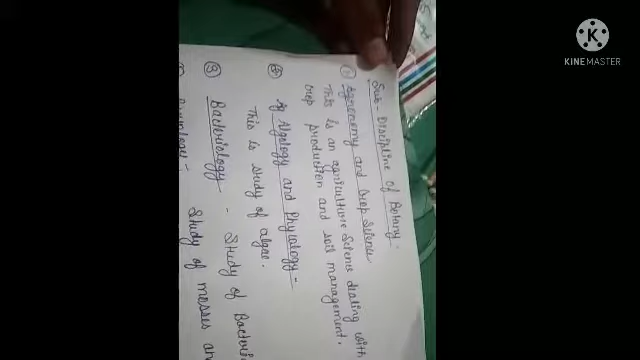 Sub- Discipline of Botany-
① Agronomy and Crop Science
This is an agriculture Science dealing with
crop production and soil management.
② Algology and Phycology-
This is study of algae.
③ Bacteriology - Study of Bacteri
Study of mosses an
KINEMASTER